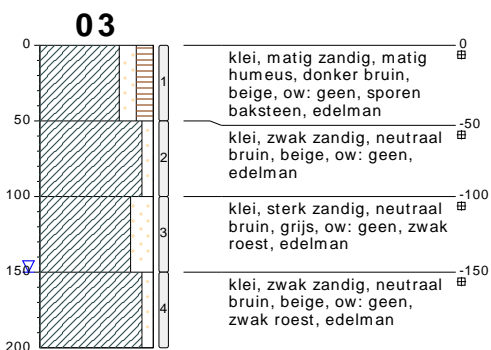 03
0
1
50
2
100
3
150
4
200
0
klei, matig zandig, matig
humeus, donker bruin,
beige, ow: geen, sporen
baksteen, edelman
-50
klei, zwak zandig, neutraal
bruin, beige, ow: geen,
edelman
-100
klei, sterk zandig, neutraal
bruin, grijs, ow: geen, zwak
roest, edelman
-150
klei, zwak zandig, neutraal
bruin, beige, ow: geen,
zwak roest, edelman